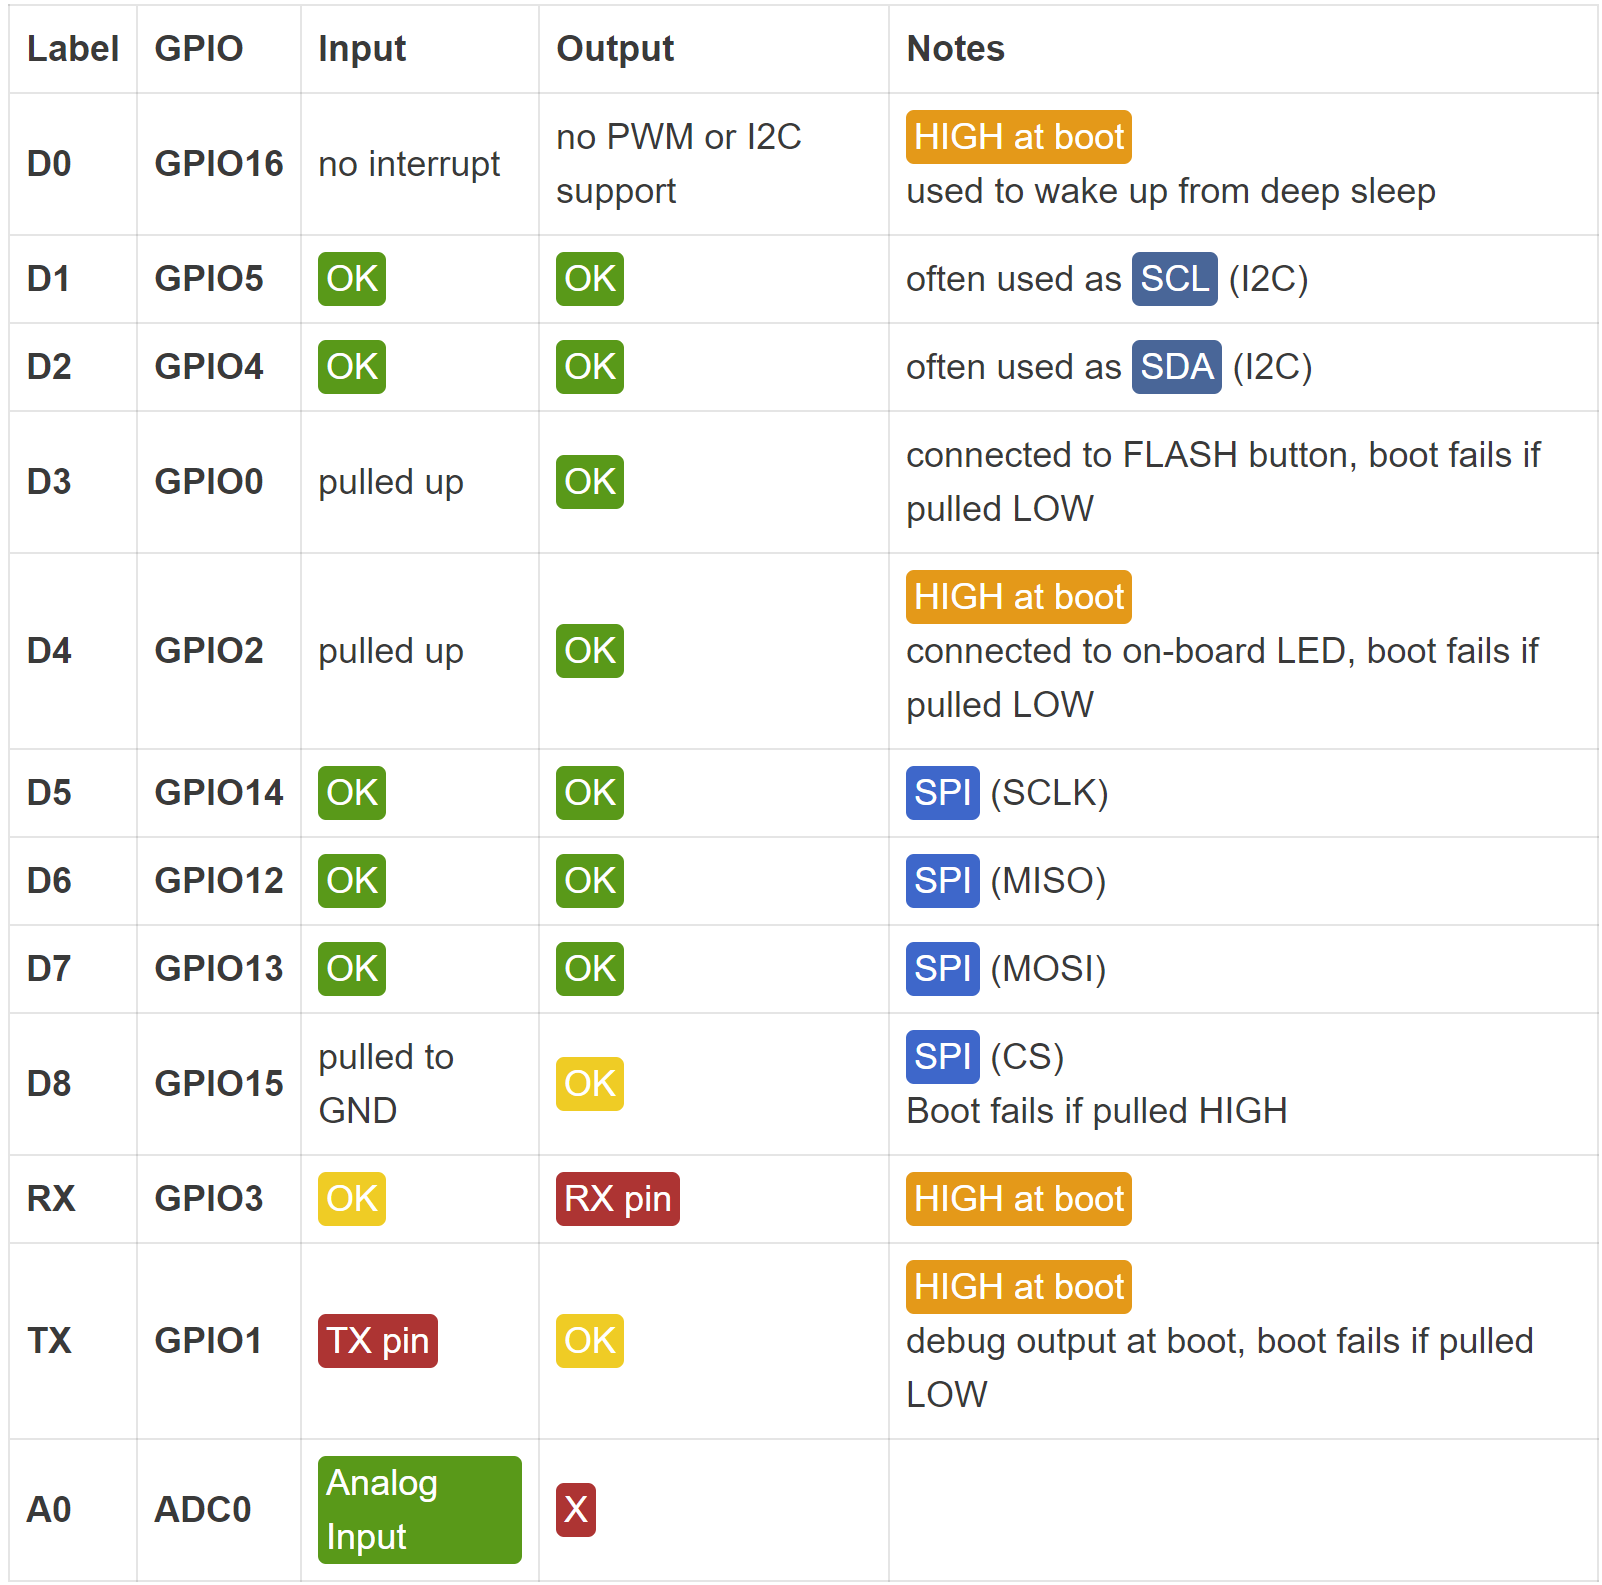 Label GPIO Input Output Notes
D0 GPIO16 no interrupt no PWM or I2C support HIGH at boot
used to wake up from deep sleep
D1 GPIO5 OK OK often used as SCL (I2C)
D2 GPIO4 OK OK often used as SDA (I2C)
D3 GPIO0 pulled up OK connected to FLASH button, boot fails if
pulled LOW
D4 GPIO2 pulled up OK HIGH at boot
connected to on-board LED, boot fails if
pulled LOW
D5 GPIO14 OK OK SPI (SCLK)
D6 GPIO12 OK OK SPI (MISO)
D7 GPIO13 OK OK SPI (MOSI)
D8 GPIO15 pulled to GND OK SPI (CS)
Boot fails if pulled HIGH
RX GPIO3 OK RX pin HIGH at boot
TX GPIO1 TX pin OK HIGH at boot
debug output at boot, boot fails if pulled
LOW
A0 ADC0 Analog Input X